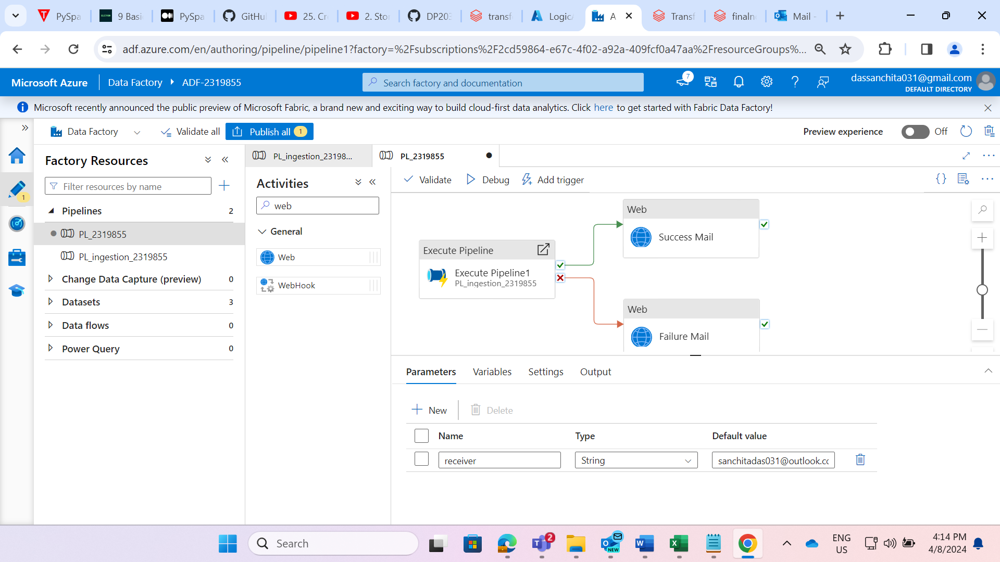 PySpa
9 Basi
PySpa
GitHu
25. Cr
2. Stor
DP203
transf
LogicA
A
Transf
finaln
Mail -
adf.azure.com/en/authoring/pipeline/pipeline1?factory=%2Fsubscriptions%2F2cd59864-e67c-4f02-a92a-409fcf0a47aa%2FresourceGroups%...
Microsoft Azure
Data Factory
ADF-2319855
Search factory and documentation
7
dassanchita031@gmail.com
DEFAULT DIRECTORY
Microsoft recently announced the public preview of Microsoft Fabric, a brand new and exciting way to build cloud-first data analytics. Click here to get started with Fabric Data Factory!
Data Factory
Validate all
Publish all 1
Preview experience
Off
Factory Resources
Filter resources by name
1
Pipelines 2
PL_2319855
PL_ingestion_2319855
Change Data Capture (preview) 0
Datasets 3
Data flows 0
Power Query 0
PL_ingestion_23198...
PL_2319855
Activities
web
General
Web
WebHook
Validate
Debug
Add trigger
Execute Pipeline
Execute Pipeline1
PL_ingestion_2319855
Web
Success Mail
Web
Failure Mail
Parameters
Variables
Settings
Output
New
Delete
Name
Type
Default value
receiver
String
sanchitadas031@outlook.cc
Search
2
NEW
ENG
US
4:14 PM
4/8/2024